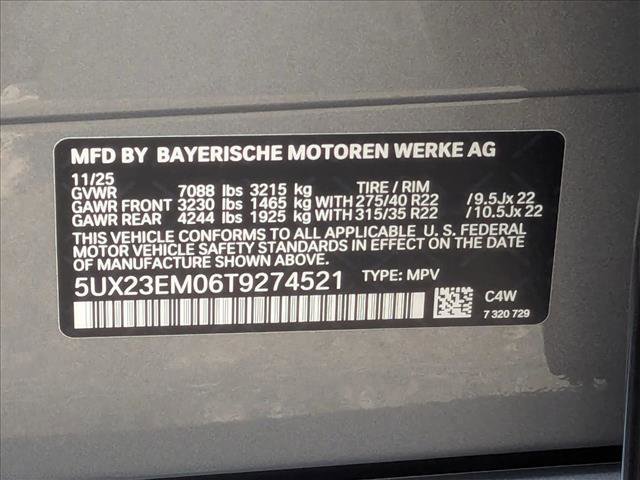 MFD BY BAYERISCHE MOTOREN WERKE AG
11/25
GVWR 7088 lbs 3215 kg TIRE / RIM
GAWR FRONT 3230 lbs 1465 kg WITH 275/40 R22 /9.5Jx 22
GAWR REAR 4244 lbs 1925 kg WITH 315/35 R22 /10.5Jx 22
THIS VEHICLE CONFORMS TO ALL APPLICABLE U.S. FEDERAL
MOTOR VEHICLE SAFETY STANDARDS IN EFFECT ON THE DATE
OF MANUFACTURE SHOWN ABOVE.
5UX23EM06T9274521 TYPE: MPV
C4W
7 320 729